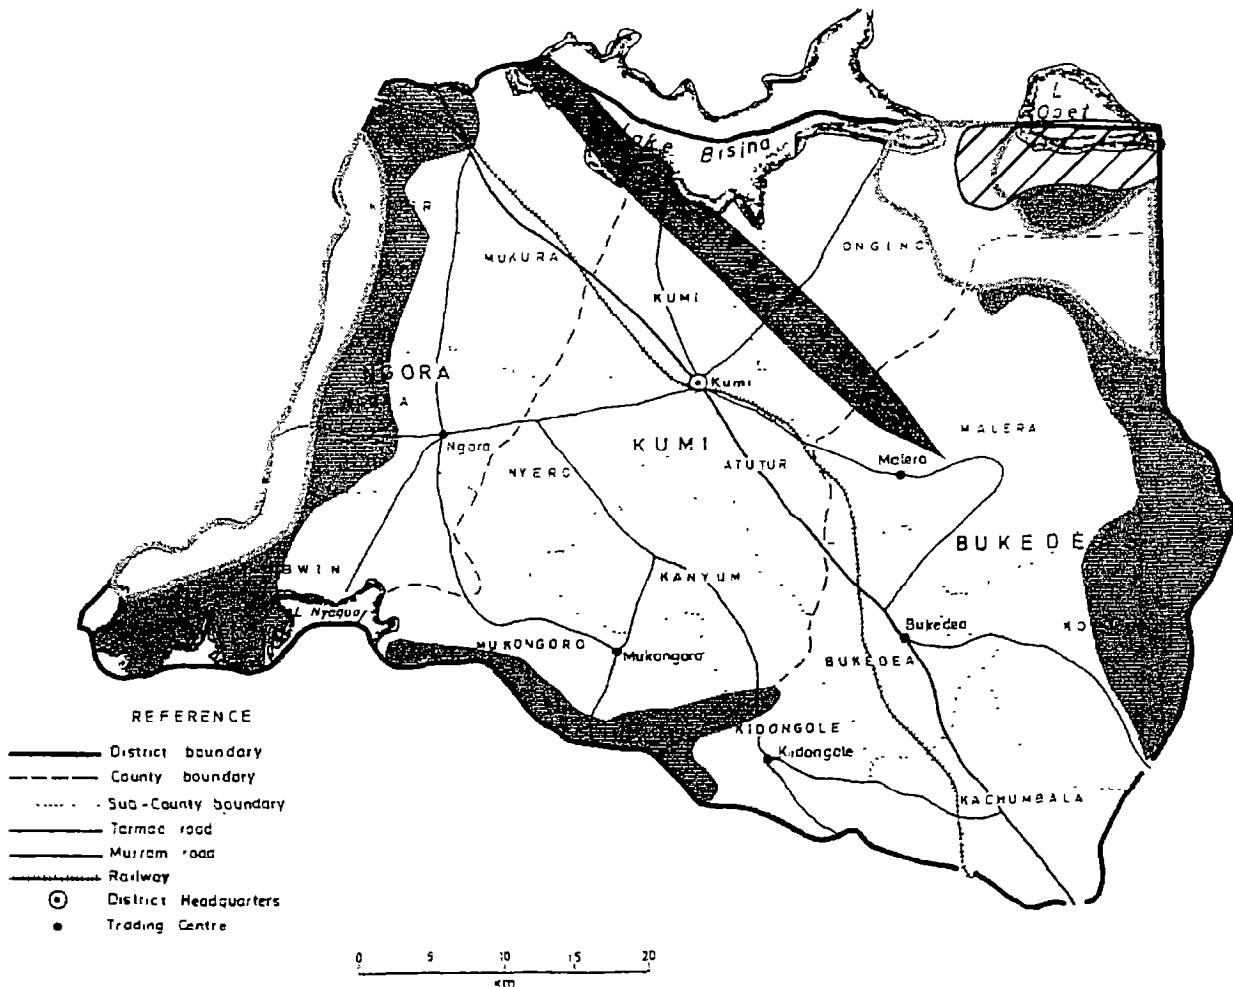 L
Opet
Lake Bisina
MUKURA
ONGINO
KUMI
NGORA
Kumi
Ngora
KUMI
MALERA
NYERO
ATUTUR
Malera
BUKEDE
KANYUM
L Nyaguo
MUKONGORO
Mukongoro
Bukedea
KO
BUKEDEA
KIDONGOLE
Kidongole
KACHUMBALA
REFERENCE
District boundary
County boundary
Sub-County boundary
Tarmac road
Murram road
Railway
District Headquarters
Trading Centre
0 5 10 15 20
KM